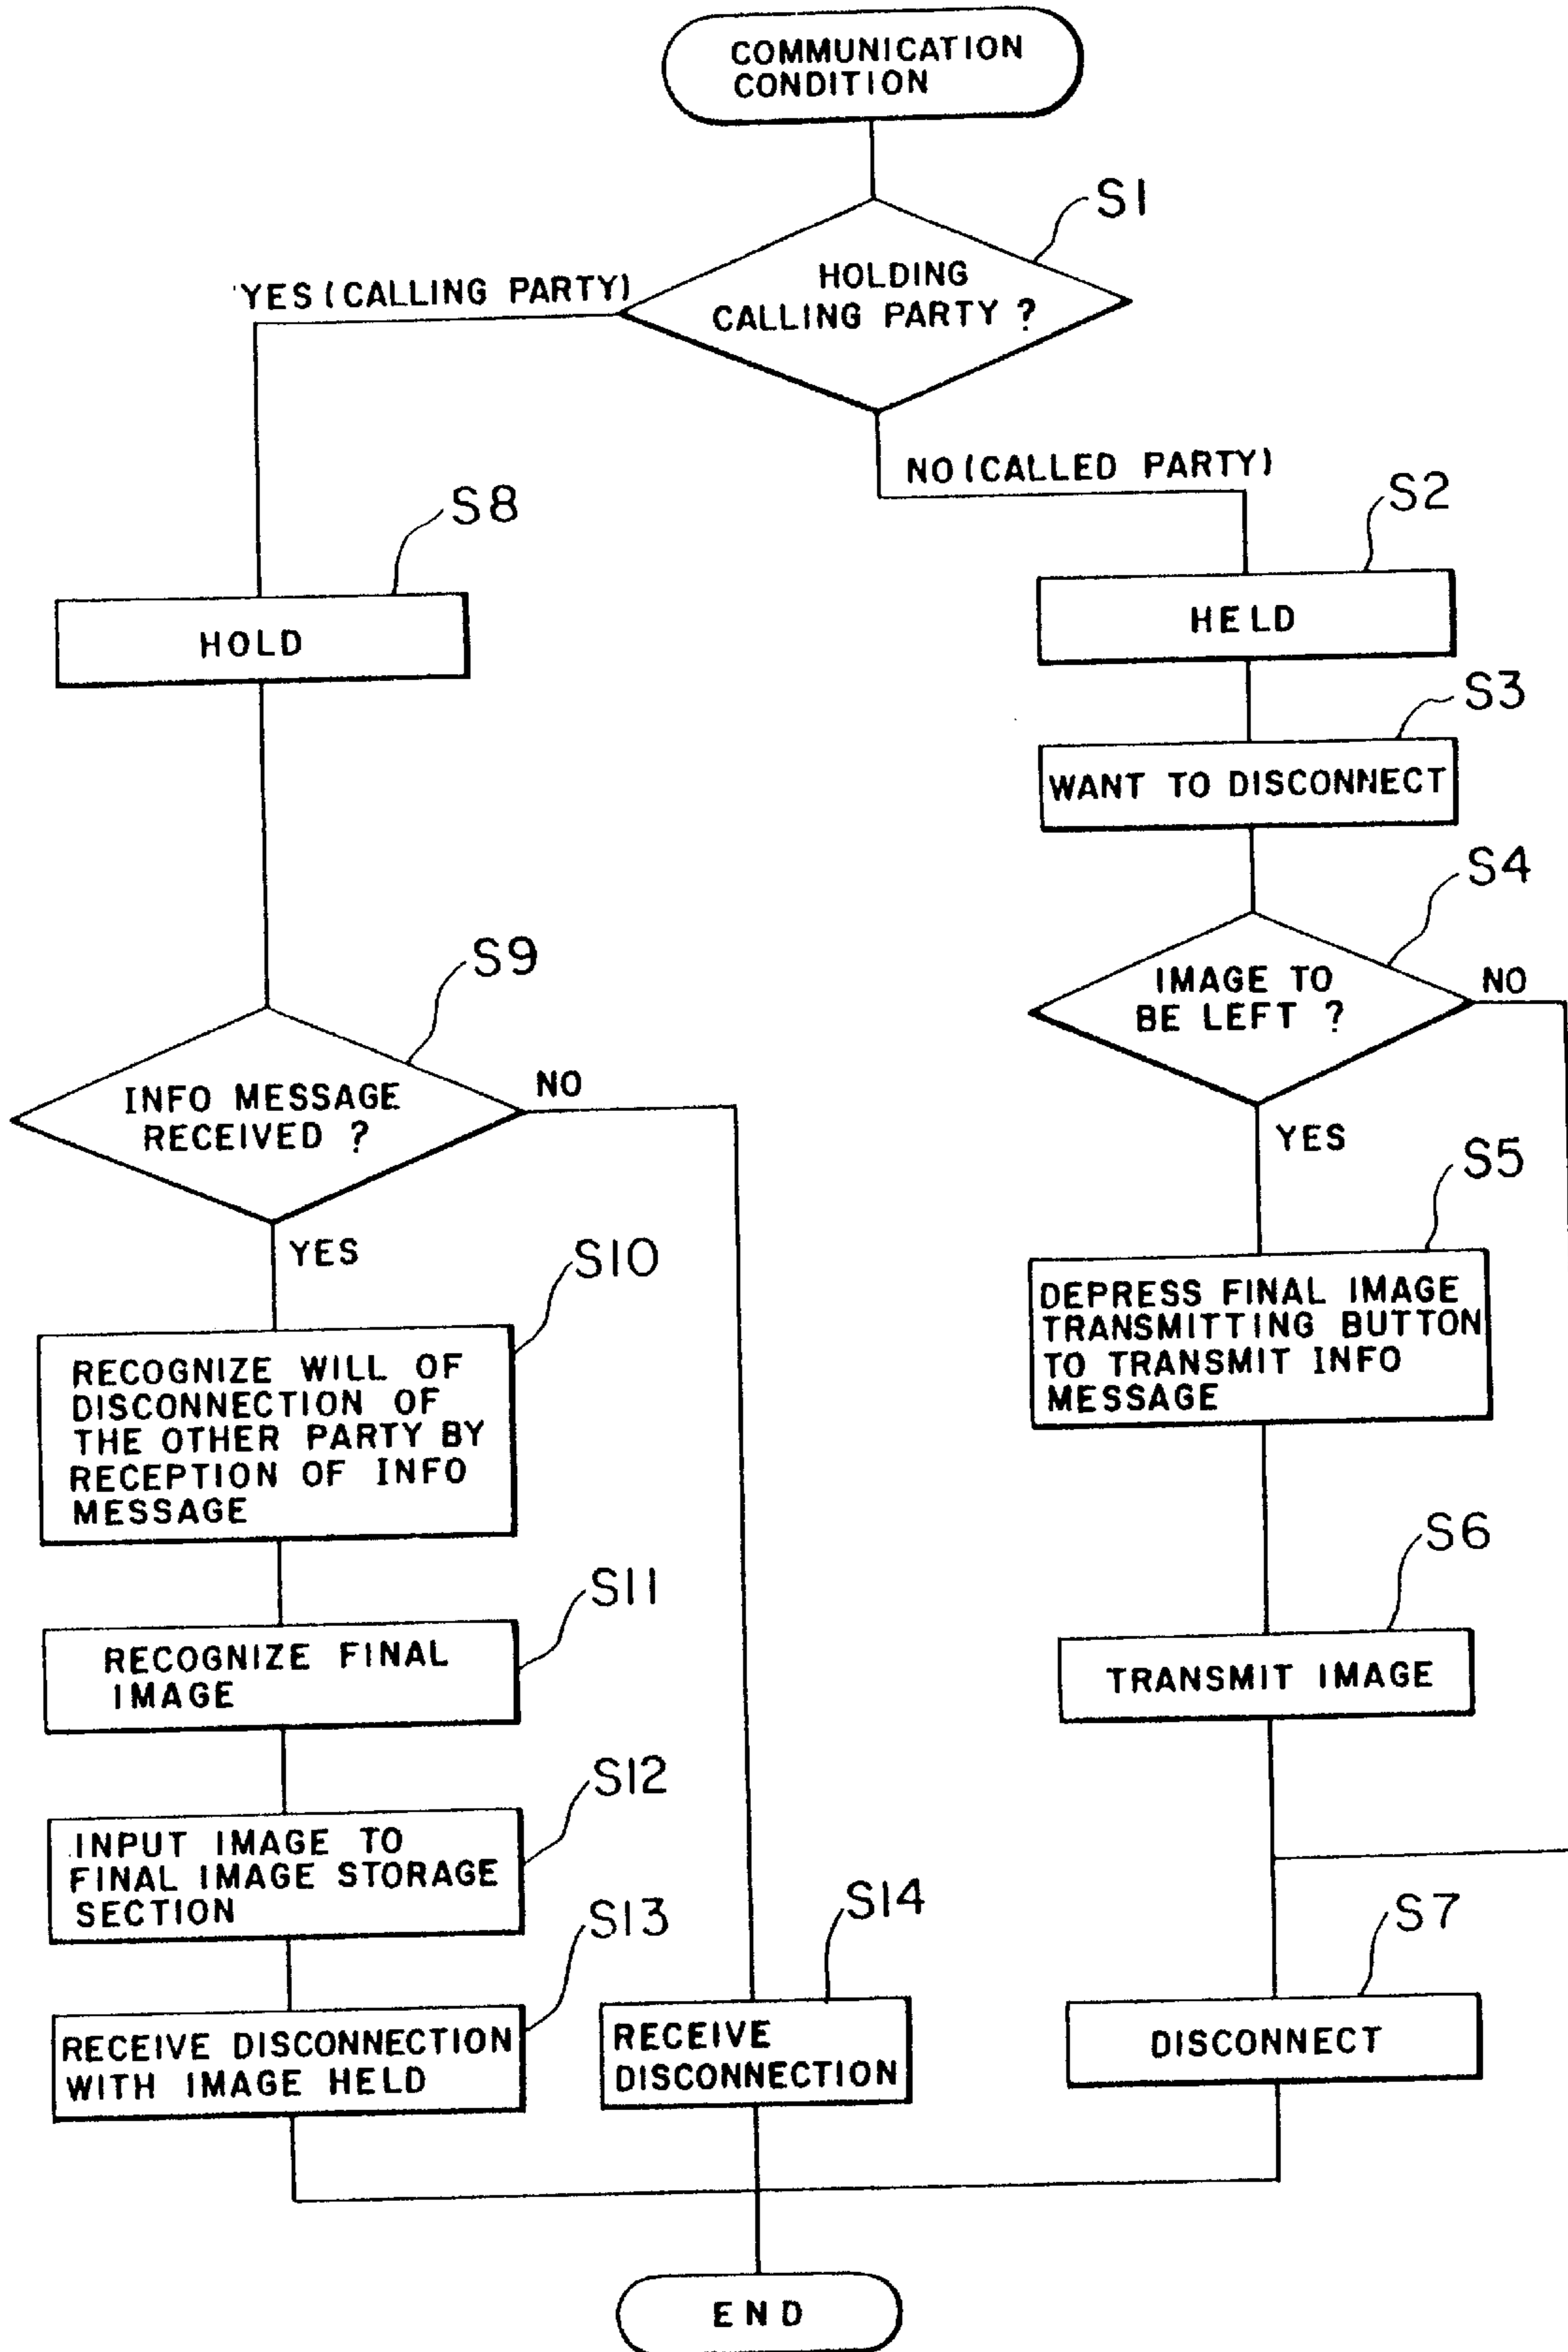 COMMUNICATION
CONDITION
S1
HOLDING
CALLING PARTY ?
YES (CALLING PARTY)
NO (CALLED PARTY)
S8
HOLD
S2
HELD
S3
WANT TO DISCONNECT
S4
IMAGE TO
BE LEFT ?
NO
YES
S9
INFO MESSAGE
RECEIVED ?
NO
YES
S5
DEPRESS FINAL IMAGE
TRANSMITTING BUTTON
TO TRANSMIT INFO
MESSAGE
S10
RECOGNIZE WILL OF
DISCONNECTION OF
THE OTHER PARTY BY
RECEPTION OF INFO
MESSAGE
S6
TRANSMIT IMAGE
S11
RECOGNIZE FINAL
IMAGE
S12
INPUT IMAGE TO
FINAL IMAGE STORAGE
SECTION
S13
RECEIVE DISCONNECTION
WITH IMAGE HELD
S14
RECEIVE
DISCONNECTION
S7
DISCONNECT
END